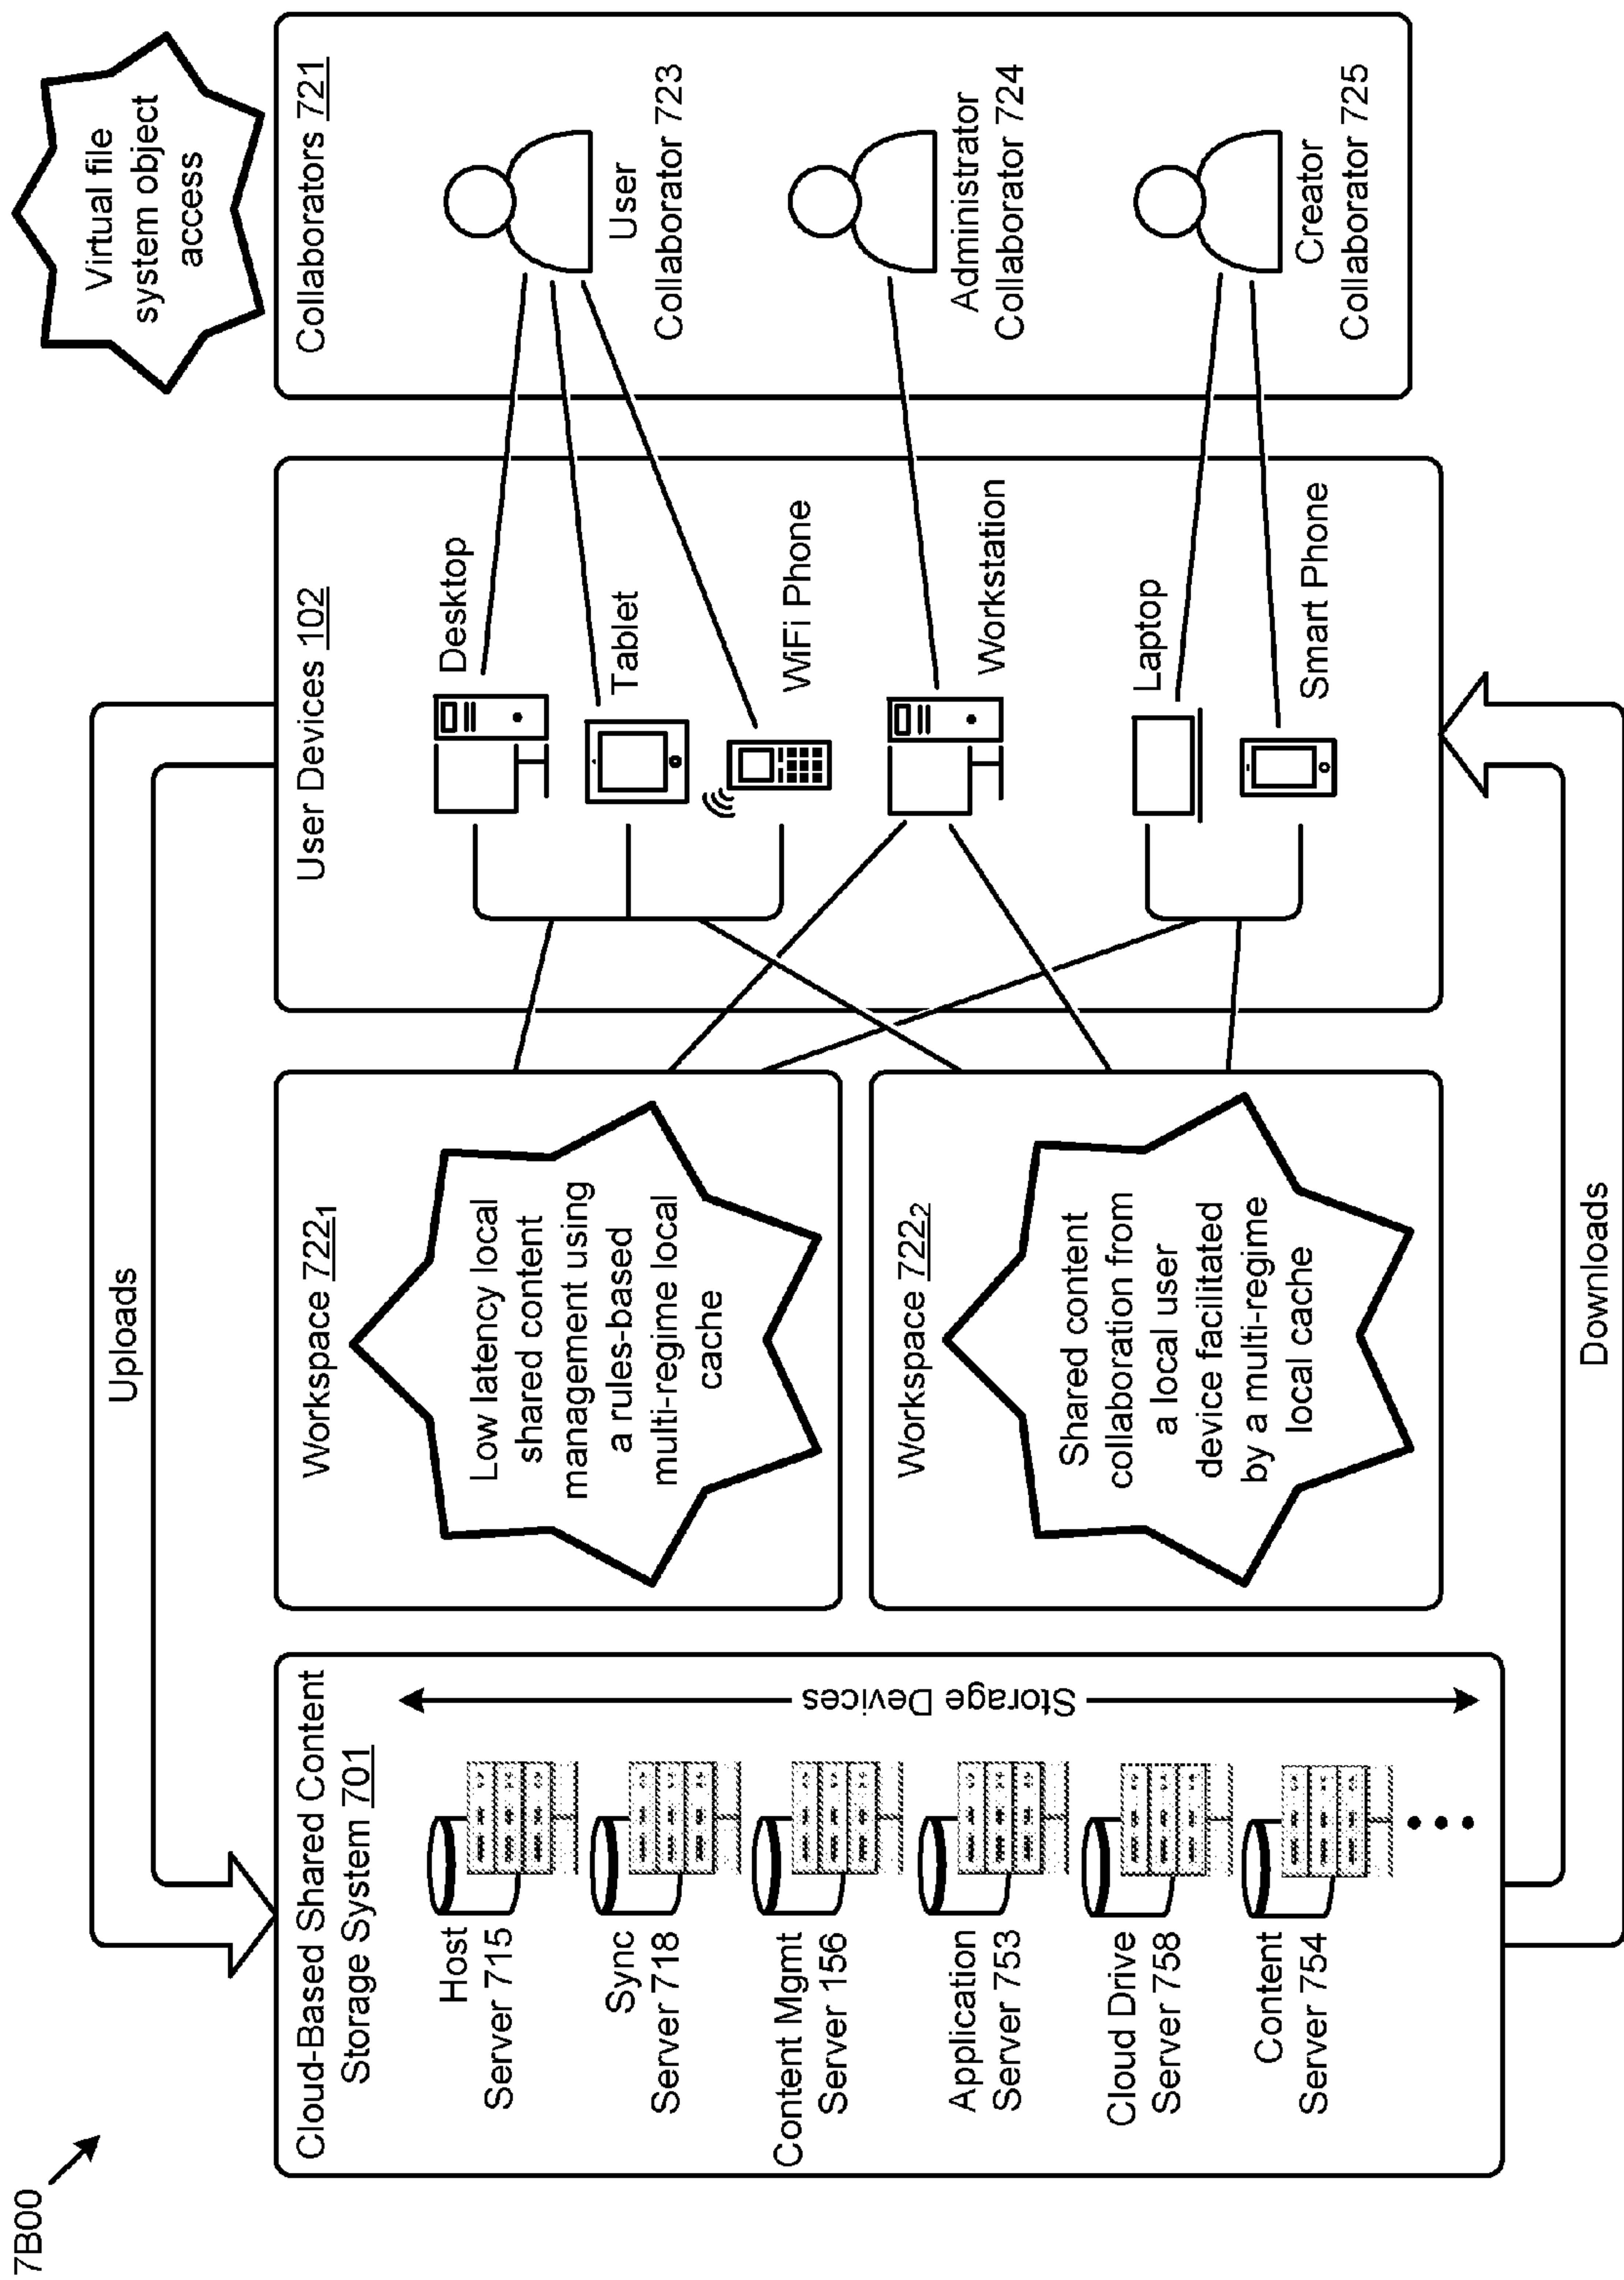 7B00
Uploads
Cloud-Based Shared Content
Storage System 701
Host
Server 715
Sync
Server 718
Content Mgmt
Server 156
Application
Server 753
Cloud Drive
Server 758
Content
Server 754
Storage Devices
Workspace 722₁
Low latency local
shared content
management using
a rules-based
multi-regime local
cache
Workspace 722₂
Shared content
collaboration from
a local user
device facilitated
by a multi-regime
local cache
User Devices 102
Desktop
Tablet
WiFi Phone
Workstation
Laptop
Smart Phone
Virtual file
system object
access
Collaborators 721
User
Collaborator 723
Administrator
Collaborator 724
Creator
Collaborator 725
Downloads